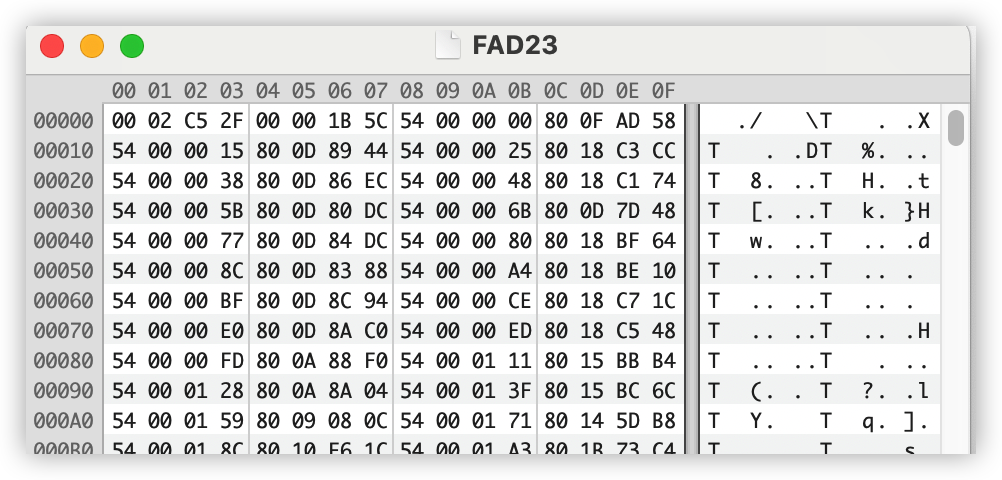 FAD23
00 01 02 03 04 05 06 07 08 09 0A 0B 0C 0D 0E 0F
00000 00 02 C5 2F 00 00 1B 5C 54 00 00 00 80 0F AD 58 ./ \T . .X
00010 54 00 00 15 80 0D 89 44 54 00 00 25 80 18 C3 CC T . .DT %. ..
00020 54 00 00 38 80 0D 86 EC 54 00 00 48 80 18 C1 74 T 8. ..T H. .t
00030 54 00 00 5B 80 0D 80 DC 54 00 00 6B 80 0D 7D 48 T [. ..T k. }H
00040 54 00 00 77 80 0D 84 DC 54 00 00 80 80 18 BF 64 T w. ..T .. .d
00050 54 00 00 8C 80 0D 83 88 54 00 00 A4 80 18 BE 10 T .. ..T .. .
00060 54 00 00 BF 80 0D 8C 94 54 00 00 CE 80 18 C7 1C T .. ..T .. .
00070 54 00 00 E0 80 0D 8A C0 54 00 00 ED 80 18 C5 48 T .. ..T .. .H
00080 54 00 00 FD 80 0A 88 F0 54 00 01 11 80 15 BB B4 T .. ..T . ..
00090 54 00 01 28 80 0A 8A 04 54 00 01 3F 80 15 BC 6C T (. . T ?. .l
000A0 54 00 01 59 80 09 08 0C 54 00 01 71 80 14 5D B8 T Y. T q. ].
000B0 54 00 01 8C 80 10 E6 1C 54 00 01 A3 80 1B 73 C4 T T s